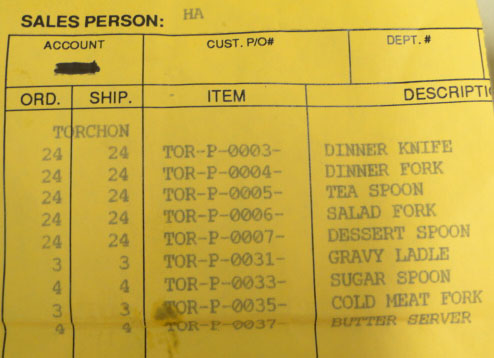 SALES PERSON: HA
ACCOUNT CUST. P/O# DEPT. #
ORD. SHIP. ITEM
TORCHON
24 24 TOR-P-0003- DINNER KNIFE
24 24 TOR-P-0004- DINNER FORK
24 24 TOR-P-0005- TEA SPOON
24 24 TOR-P-0006- SALAD FORK
24 24 TOR-P-0007- DESSERT SPOON
3 3 TOR-P-0031- GRAVY LADLE
4 4 TOR-P-0033- SUGAR SPOON
3 3 TOR-P-0035- COLD MEAT FORK
4 4 TOR-P-0037- BUTTER SERVER